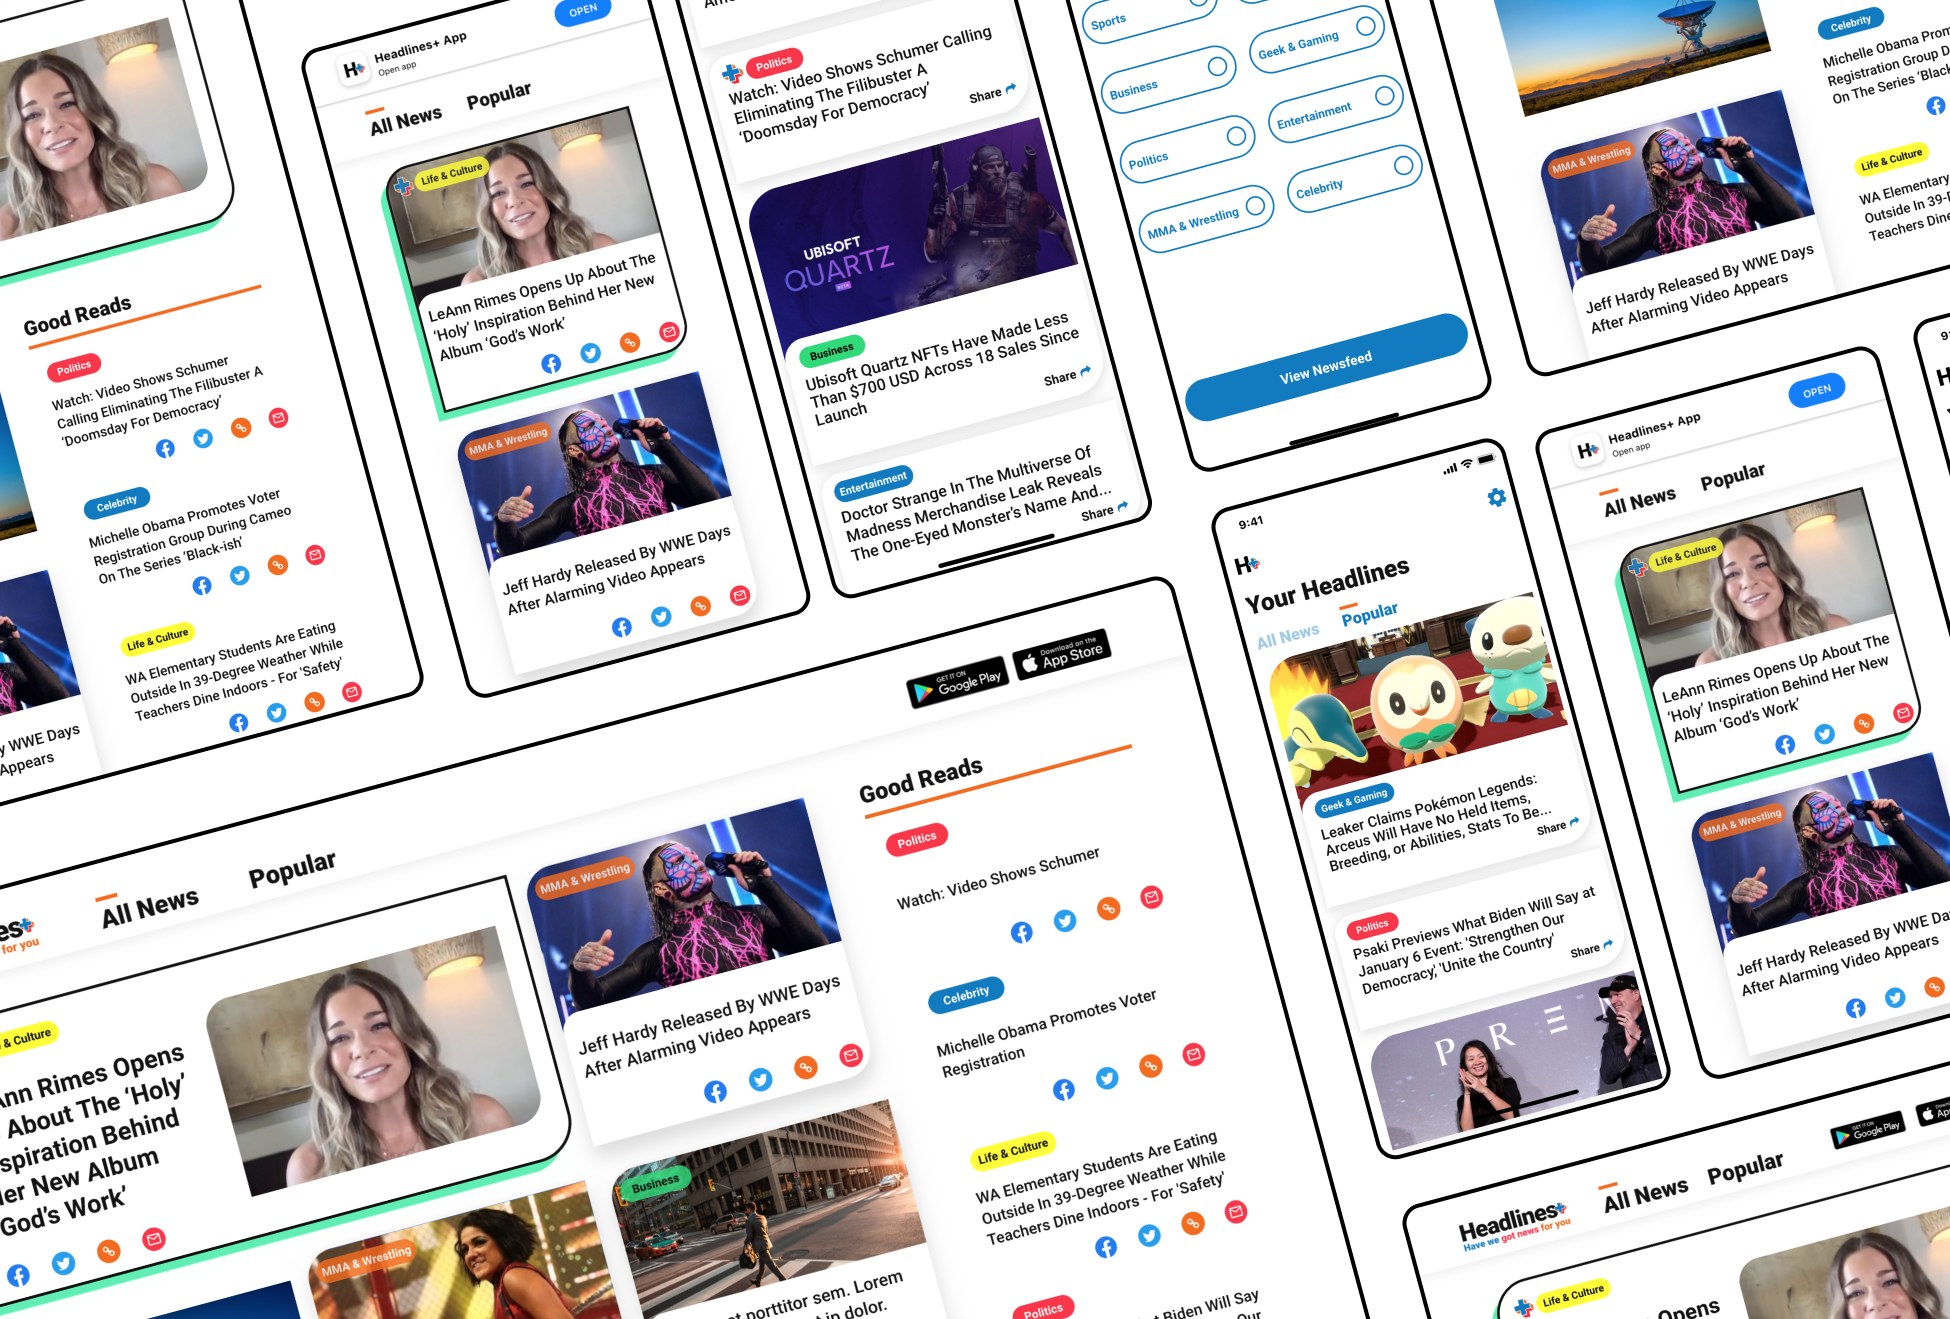 Good Reads
Politics
Watch: Video Shows Schumer
Calling Eliminating The Filibuster A
'Doomsday For Democracy'
Celebrity
Michelle Obama Promotes Voter
Registration Group During Cameo
On The Series 'Black-ish'
Life & Culture
WA Elementary Students Are Eating
Outside In 39-Degree Weather While
Teachers Dine Indoors - For 'Safety'
y WWE Days
Appears
H+
Headlines+ App
Open app
OPEN
All News
Popular
Life & Culture
LeAnn Rimes Opens Up About The
'Holy' Inspiration Behind Her New
Album 'God's Work'
MMA & Wrestling
Jeff Hardy Released By WWE Days
After Alarming Video Appears
Politics
Watch: Video Shows Schumer Calling
Eliminating The Filibuster A
'Doomsday For Democracy'
Share
UBISOFT
QUARTZ
BETA
Business
Ubisoft Quartz NFTs Have Made Less
Than $700 USD Across 18 Sales Since
Launch
Share
Entertainment
Doctor Strange In The Multiverse Of
Madness Merchandise Leak Reveals
The One-Eyed Monster's Name And...
Share
Sports
Geek & Gaming
Business
Entertainment
Politics
Celebrity
MMA & Wrestling
View Newsfeed
MMA & Wrestling
Jeff Hardy Released By WWE Days
After Alarming Video Appears
Celebrity
Michelle Obama Prom
Registration Group D
On The Series 'Black-
Life & Culture
WA Elementary
Outside In 39-D
Teachers Dine
9:41
H+
Your Headlines
All News
Popular
Geek & Gaming
Leaker Claims Pokémon Legends:
Arceus Will Have No Held Items,
Breeding, or Abilities, Stats To Be...
Share
Politics
Psaki Previews What Biden Will Say at
January 6 Event: 'Strengthen Our
Democracy,' 'Unite the Country'
Share
P R E
H+
Headlines+ App
Open app
OPEN
All News
Popular
Life & Culture
LeAnn Rimes Opens Up About The
'Holy' Inspiration Behind Her New
Album 'God's Work'
MMA & Wrestling
Jeff Hardy Released By WWE Da
After Alarming Video Appears
GET IT ON
Google Play
Download on the
App Store
es+
for you
All News
Popular
& Culture
Ann Rimes Opens
About The 'Holy'
spiration Behind
er New Album
God's Work'
MMA & Wrestling
Jeff Hardy Released By WWE Days
After Alarming Video Appears
MMA & Wrestling
Business
t porttitor sem. Lorem
in dolor.
Good Reads
Politics
Watch: Video Shows Schumer
Celebrity
Michelle Obama Promotes Voter
Registration
Life & Culture
WA Elementary Students Are Eating
Outside In 39-Degree Weather While
Teachers Dine Indoors - For 'Safety'
Politics
t Biden Will Say
Our
GET IT ON
Google Play
Headlines+
Have we got news for you
All News
Popular
Life & Culture
Opens